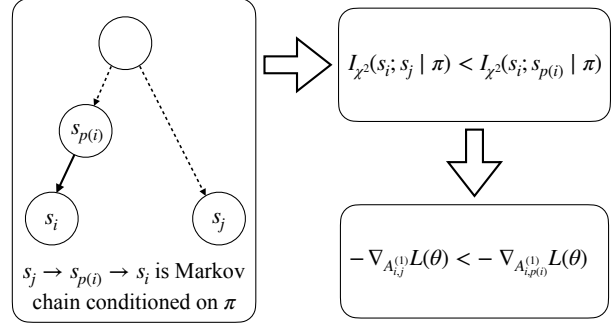 s_{p(i)}
s_i
s_j
s_j → s_{p(i)} → s_i is Markov
chain conditioned on π
I_{χ²}(s_i; s_j | π) < I_{χ²}(s_i; s_{p(i)} | π)
− ∇_{A^{(1)}_{i,j}} L(θ) < − ∇_{A^{(1)}_{i,p(i)}} L(θ)